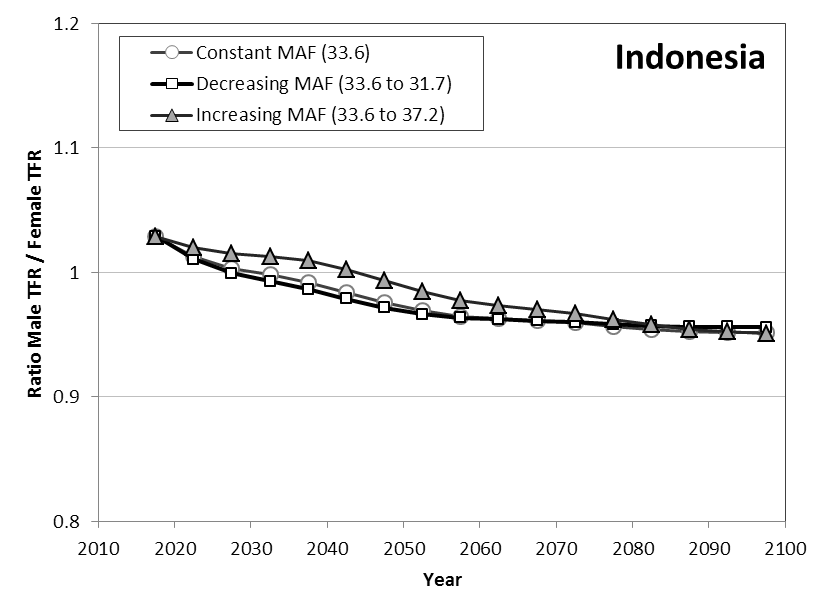 Indonesia
Constant MAF (33.6)
Decreasing MAF (33.6 to 31.7)
Increasing MAF (33.6 to 37.2)
Ratio Male TFR / Female TFR
1.2
1.1
1
0.9
0.8
2010 2020 2030 2040 2050 2060 2070 2080 2090 2100
Year